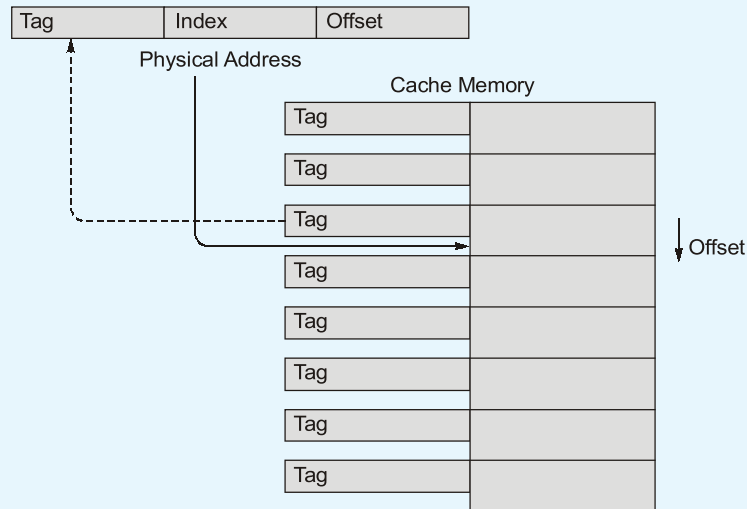 Tag Index Offset
Physical Address
Cache Memory
Tag
Tag
Tag
Offset
Tag
Tag
Tag
Tag
Tag